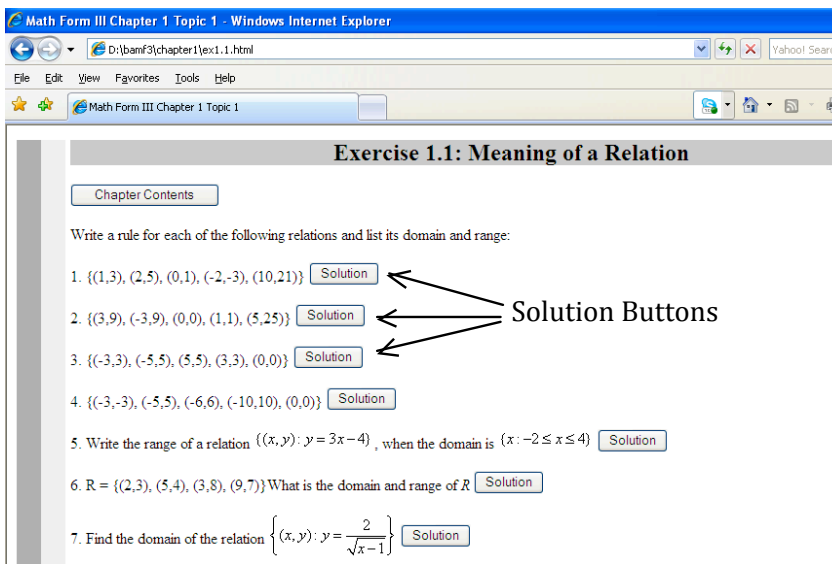 Math Form III Chapter 1 Topic 1 - Windows Internet Explorer
D:\bamf3\chapter1\ex1.1.html
Yahoo! Sear
File Edit View Favorites Tools Help
Math Form III Chapter 1 Topic 1
Exercise 1.1: Meaning of a Relation
Chapter Contents
Write a rule for each of the following relations and list its domain and range:
1. {(1,3), (2,5), (0,1), (-2,-3), (10,21)} Solution
Solution Buttons
2. {(3,9), (-3,9), (0,0), (1,1), (5,25)} Solution
3. {(-3,3), (-5,5), (5,5), (3,3), (0,0)} Solution
4. {(-3,-3), (-5,5), (-6,6), (-10,10), (0,0)} Solution
5. Write the range of a relation {(x, y): y = 3x − 4} , when the domain is {x: −2 ≤ x ≤ 4} Solution
6. R = {(2,3), (5,4), (3,8), (9,7)}What is the domain and range of R Solution
7. Find the domain of the relation {(x, y): y = 2/√(x−1)} Solution